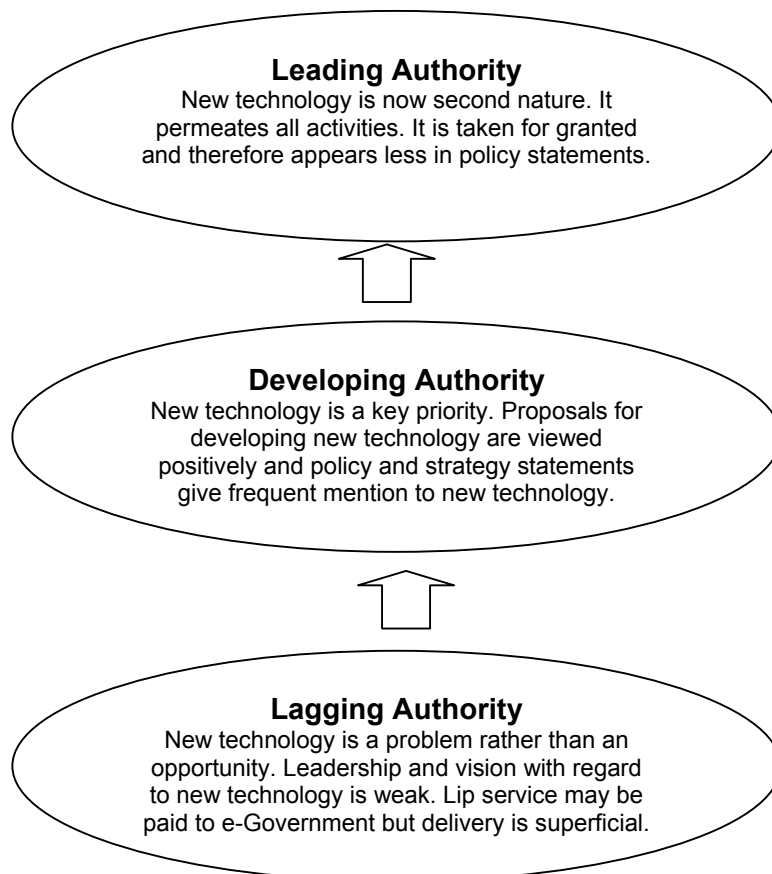 Leading Authority
New technology is now second nature. It
permeates all activities. It is taken for granted
and therefore appears less in policy statements.
Developing Authority
New technology is a key priority. Proposals for
developing new technology are viewed
positively and policy and strategy statements
give frequent mention to new technology.
Lagging Authority
New technology is a problem rather than an
opportunity. Leadership and vision with regard
to new technology is weak. Lip service may be
paid to e-Government but delivery is superficial.